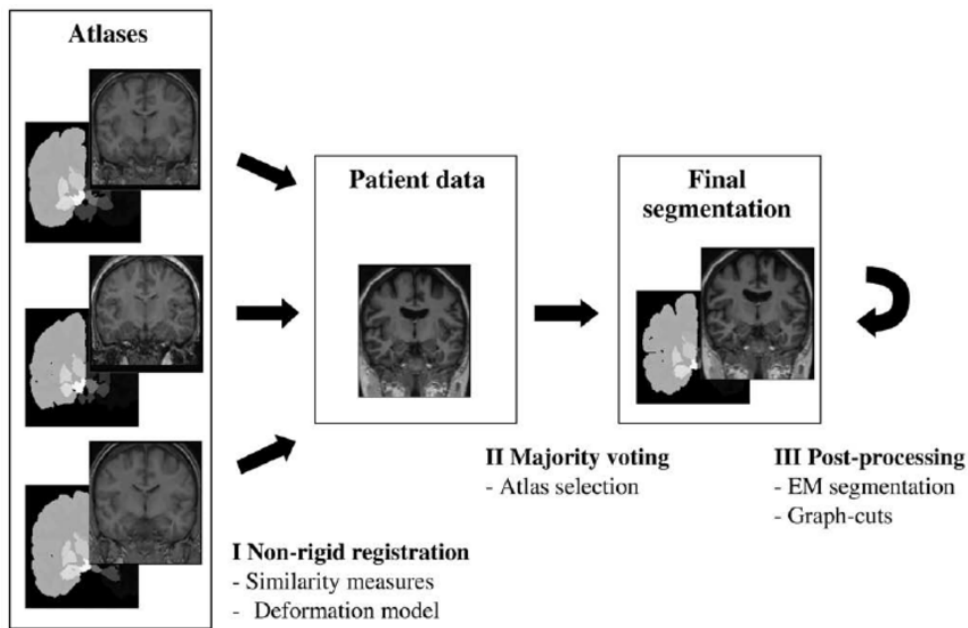 Atlases
Patient data
Final
segmentation
I Non-rigid registration
- Similarity measures
- Deformation model
II Majority voting
- Atlas selection
III Post-processing
- EM segmentation
- Graph-cuts